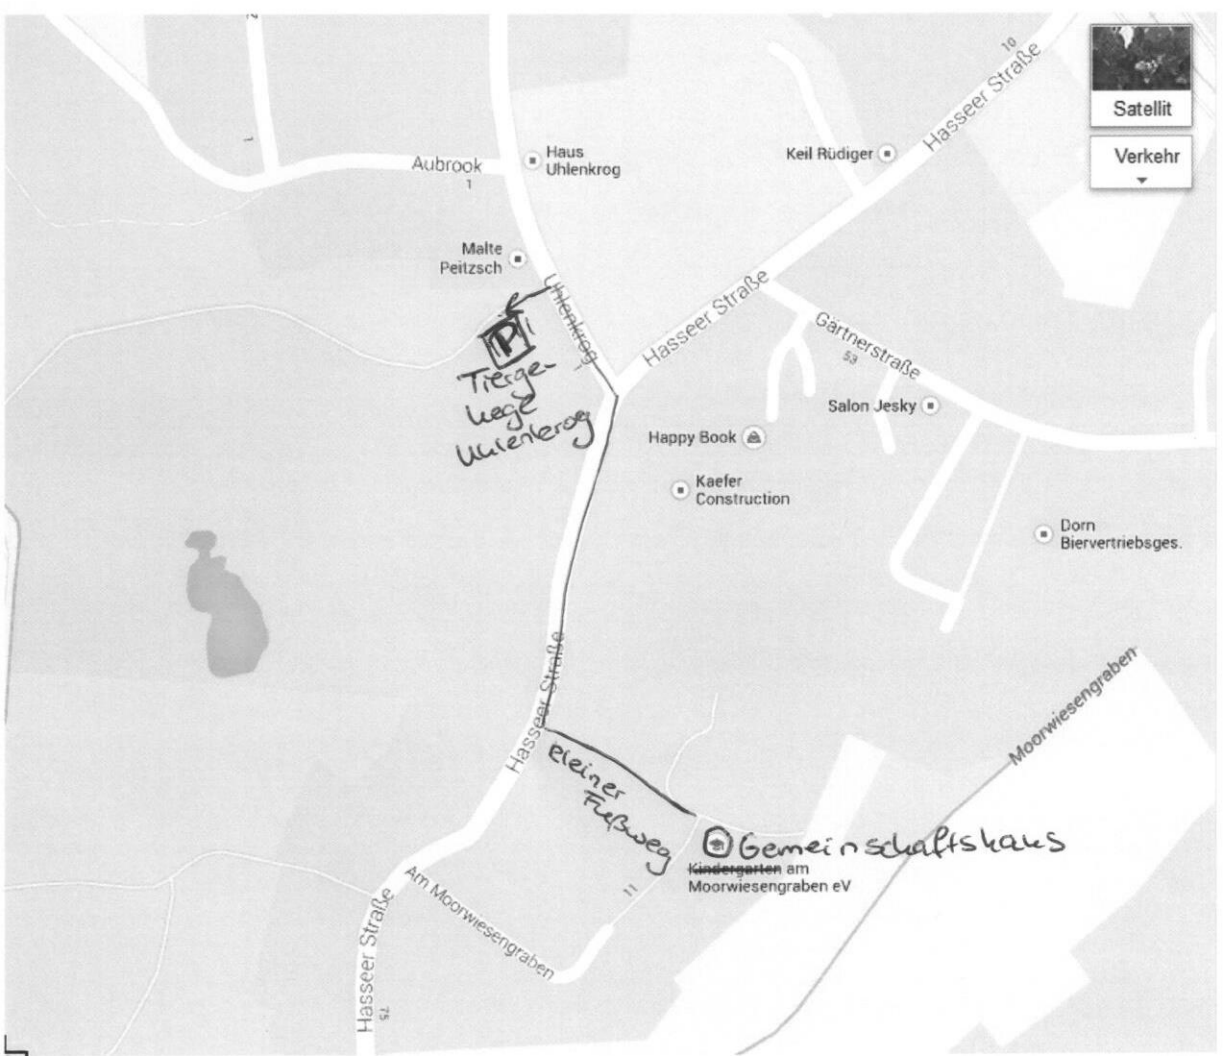 10
Hasseer Straße
Satellit
Verkehr
Keil Rüdiger
Haus
Uhlenkrog
Aubrook
1
1
Malte
Peitzsch
Uhlenkrog
P
Tierge-
hege
Uhlenkrog
Hasseer Straße
Gärtnerstraße
53
Salon Jesky
Happy Book
Kaefer
Construction
Dorn
Biervertriebsges.
Hasseer Straße
Moorwiesengraben
kleiner
Fußweg
Gemeinschaftshaus
Kindergarten am
Moorwiesengraben eV
11
Am Moorwiesengraben
Hasseer Straße
75